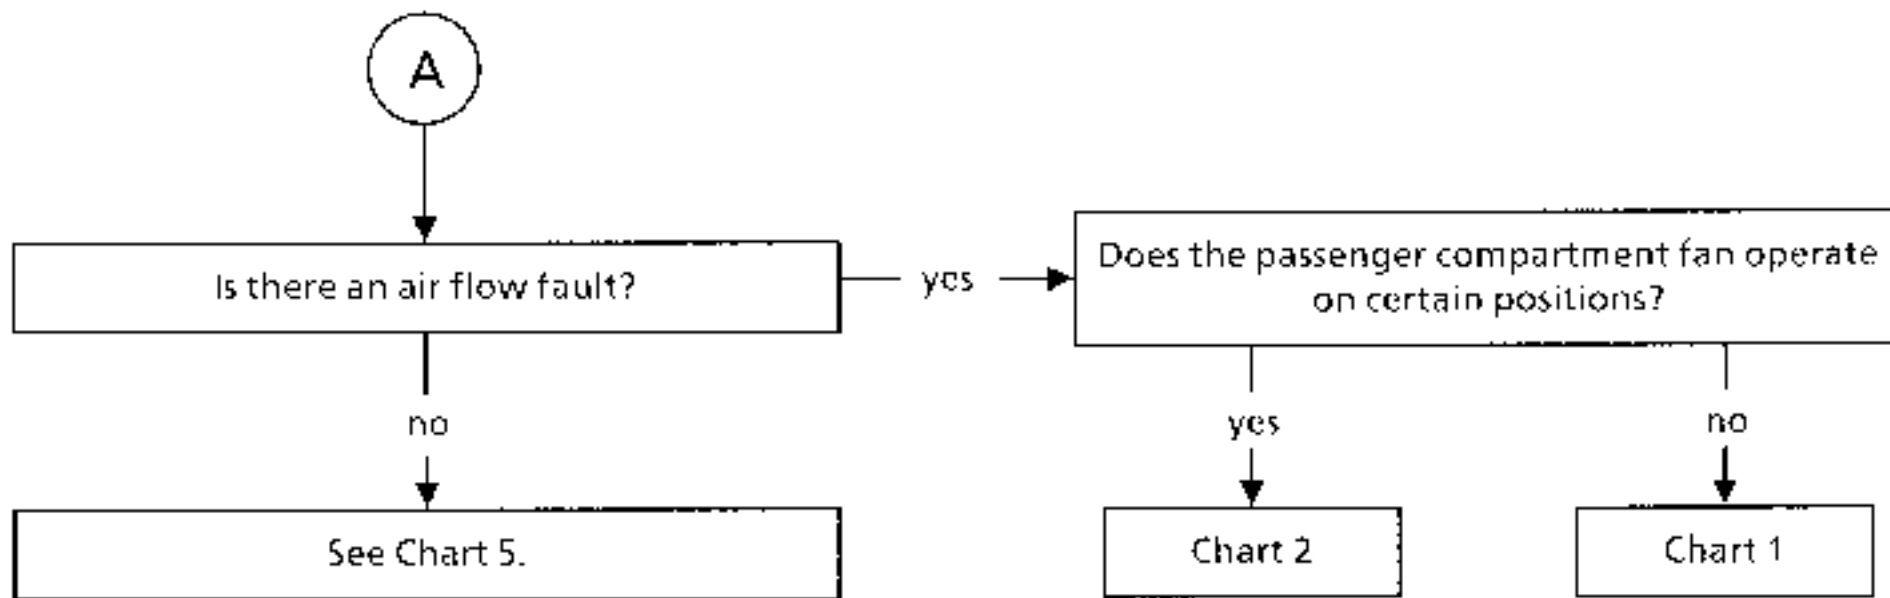 A
Is there an air flow fault?
yes
Does the passenger compartment fan operate
on certain positions?
no
yes
no
See Chart 5.
Chart 2
Chart 1